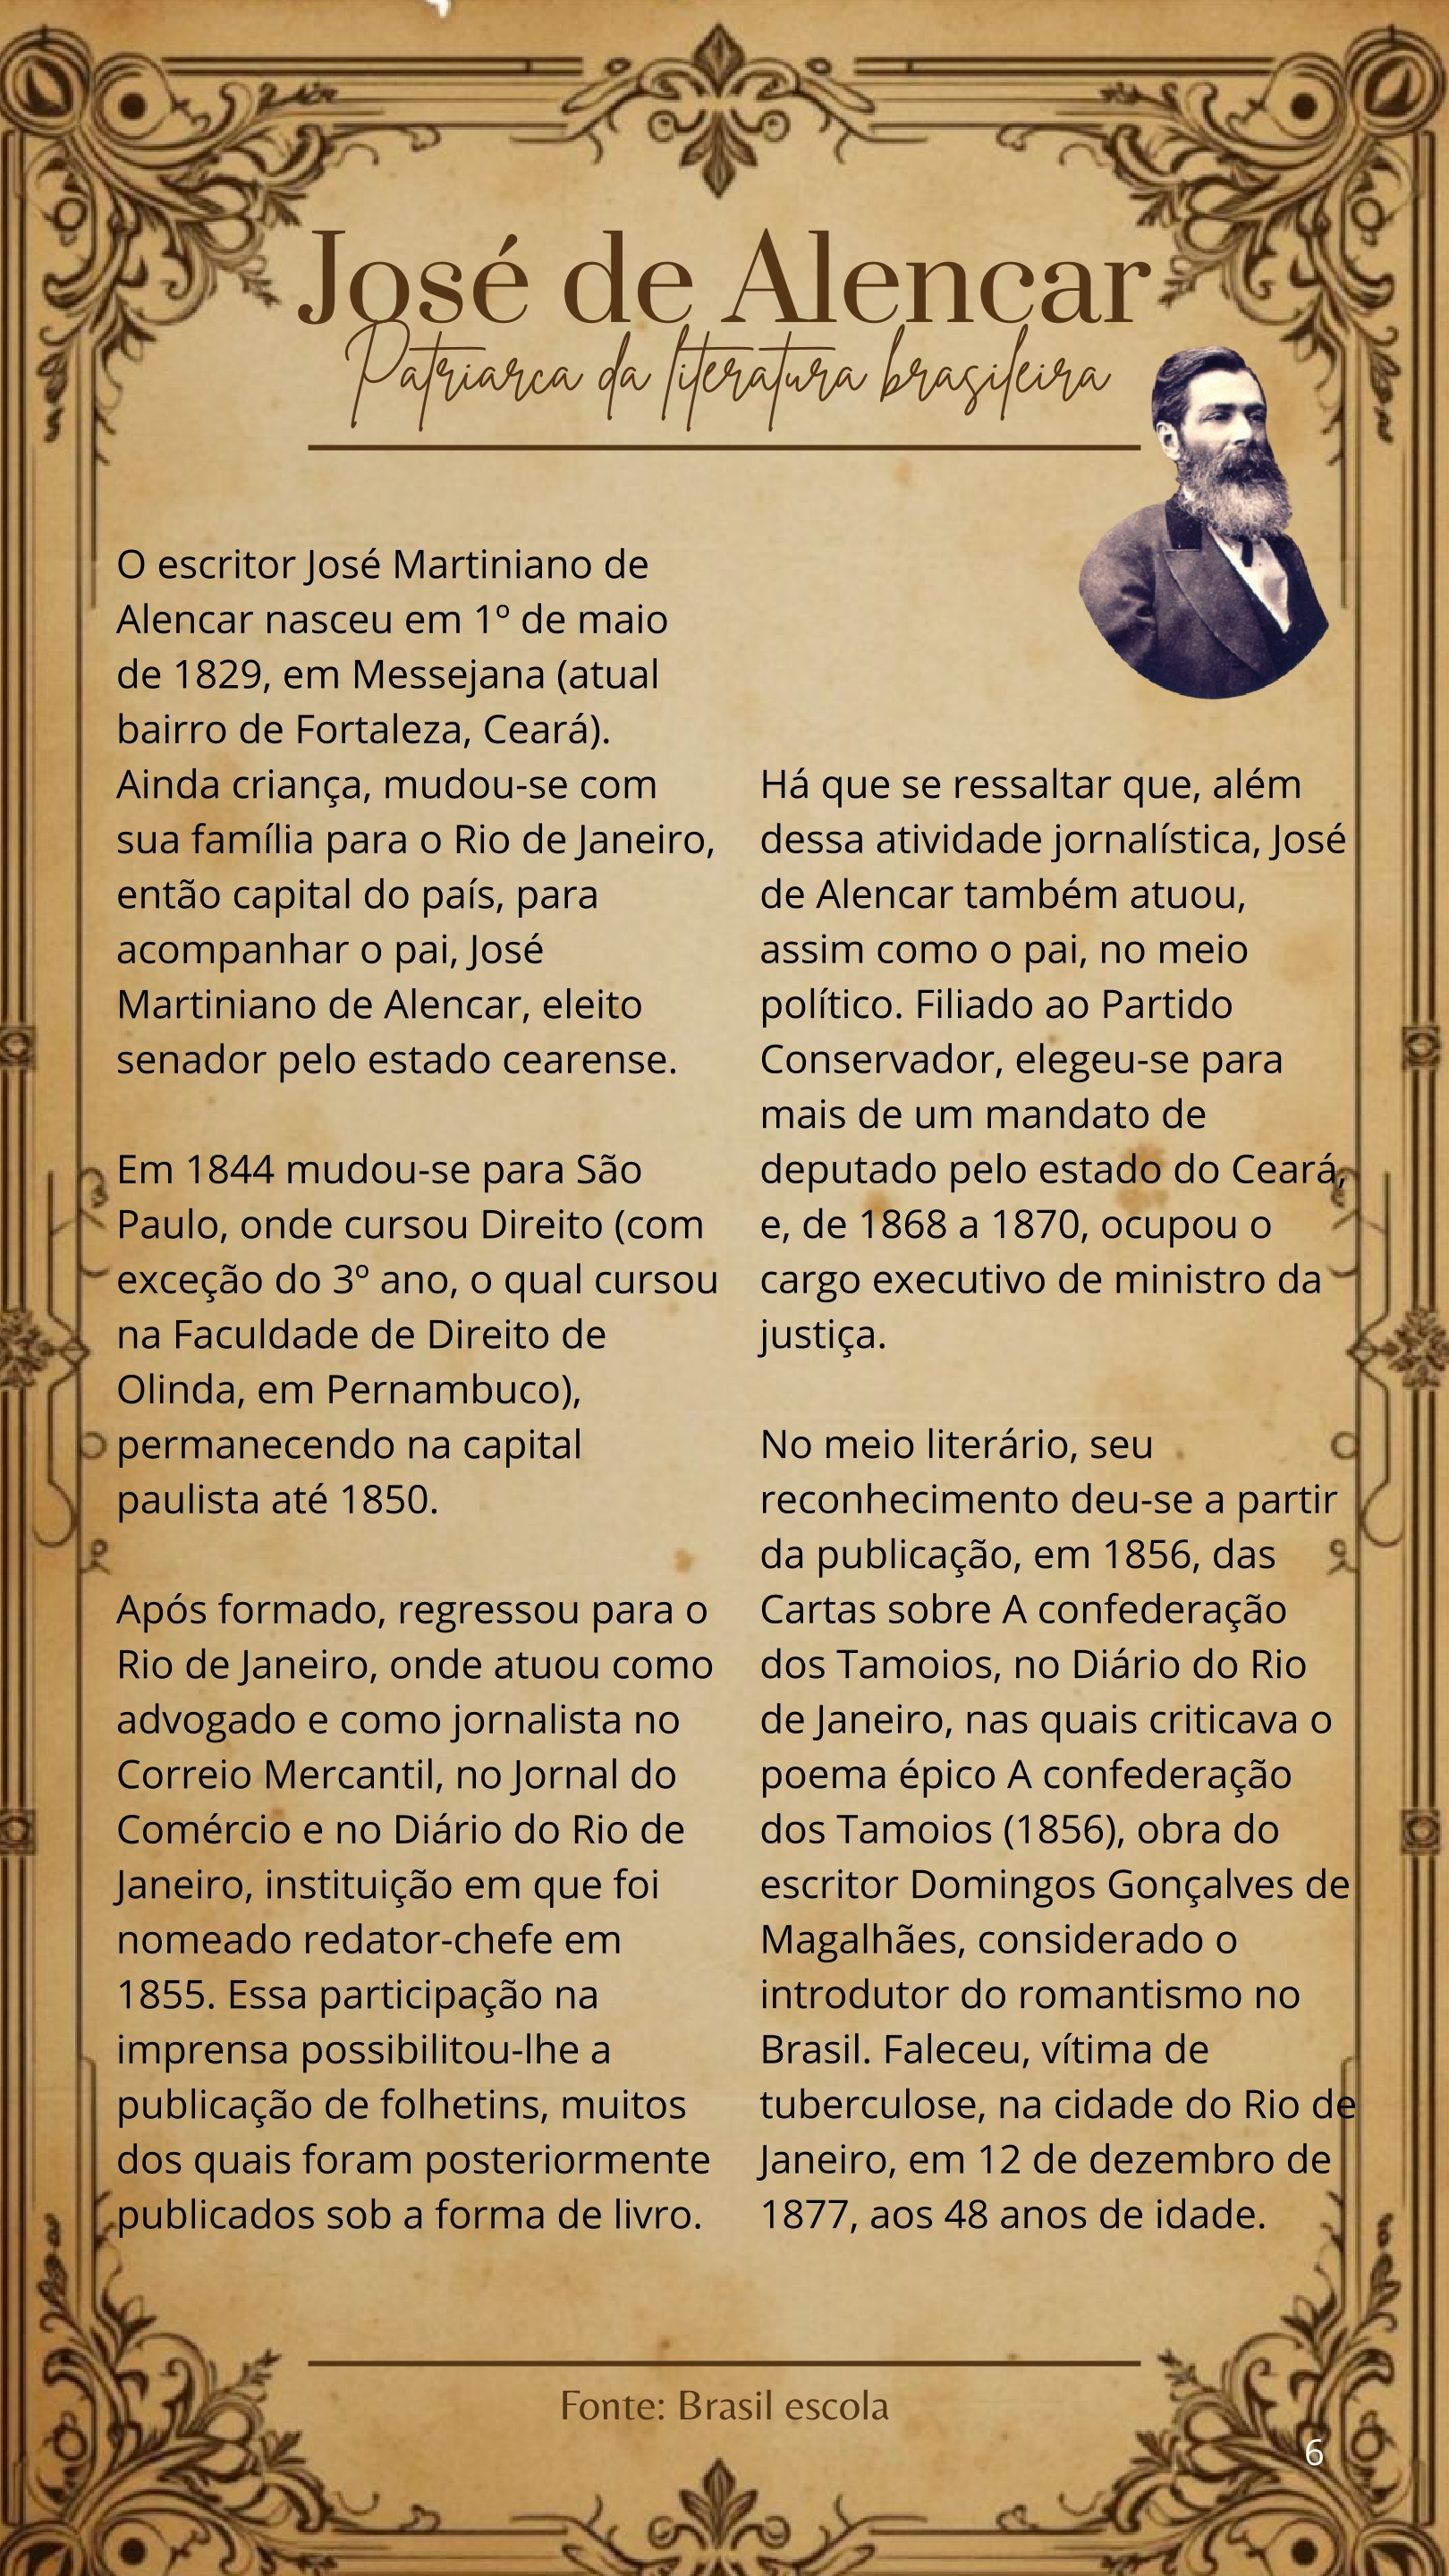 José de Alencar
Patriarca da literatura brasileira
O escritor José Martiniano de
Alencar nasceu em 1º de maio
de 1829, em Messejana (atual
bairro de Fortaleza, Ceará).
Ainda criança, mudou-se com
sua família para o Rio de Janeiro,
então capital do país, para
acompanhar o pai, José
Martiniano de Alencar, eleito
senador pelo estado cearense.
Em 1844 mudou-se para São
Paulo, onde cursou Direito (com
exceção do 3º ano, o qual cursou
na Faculdade de Direito de
Olinda, em Pernambuco),
permanecendo na capital
paulista até 1850.
Após formado, regressou para o
Rio de Janeiro, onde atuou como
advogado e como jornalista no
Correio Mercantil, no Jornal do
Comércio e no Diário do Rio de
Janeiro, instituição em que foi
nomeado redator-chefe em
1855. Essa participação na
imprensa possibilitou-lhe a
publicação de folhetins, muitos
dos quais foram posteriormente
publicados sob a forma de livro.
Há que se ressaltar que, além
dessa atividade jornalística, José
de Alencar também atuou,
assim como o pai, no meio
político. Filiado ao Partido
Conservador, elegeu-se para
mais de um mandato de
deputado pelo estado do Ceará,
e, de 1868 a 1870, ocupou o
cargo executivo de ministro da
justiça.
No meio literário, seu
reconhecimento deu-se a partir
da publicação, em 1856, das
Cartas sobre A confederação
dos Tamoios, no Diário do Rio
de Janeiro, nas quais criticava o
poema épico A confederação
dos Tamoios (1856), obra do
escritor Domingos Gonçalves de
Magalhães, considerado o
introdutor do romantismo no
Brasil. Faleceu, vítima de
tuberculose, na cidade do Rio de
Janeiro, em 12 de dezembro de
1877, aos 48 anos de idade.
Fonte: Brasil escola
6